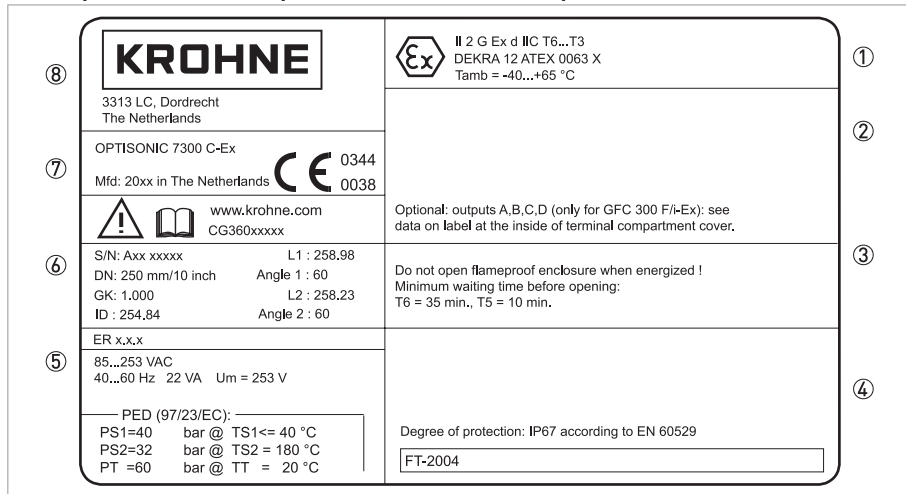 KROHNE
3313 LC, Dordrecht
The Netherlands
OPTISONIC 7300 C-Ex
Mfd: 20xx in The Netherlands
CE 0344
0038
www.krohne.com
CG360xxxxx
S/N: Axx xxxxx L1 : 258.98
DN: 250 mm/10 inch Angle 1 : 60
GK: 1.000 L2 : 258.23
ID : 254.84 Angle 2 : 60
ER x.x.x
85...253 VAC
40...60 Hz 22 VA Um = 253 V
PED (97/23/EC):
PS1=40 bar @ TS1<= 40 °C
PS2=32 bar @ TS2 = 180 °C
PT =60 bar @ TT = 20 °C
Ex
II 2 G Ex d IIC T6...T3
DEKRA 12 ATEX 0063 X
Tamb = -40...+65 °C
Optional: outputs A,B,C,D (only for GFC 300 F/i-Ex): see
data on label at the inside of terminal compartment cover.
Do not open flameproof enclosure when energized !
Minimum waiting time before opening:
T6 = 35 min., T5 = 10 min.
Degree of protection: IP67 according to EN 60529
FT-2004
①
②
③
④
⑤
⑥
⑦
⑧